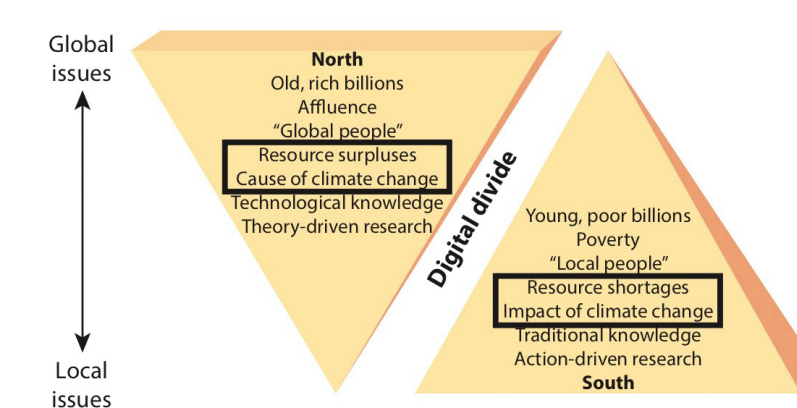 Global
issues
North
Old, rich billions
Affluence
“Global people”
Resource surpluses
Cause of climate change
Technological knowledge
Theory-driven research
Digital divide
Young, poor billions
Poverty
“Local people”
Resource shortages
Impact of climate change
Traditional knowledge
Action-driven research
South
Local
issues